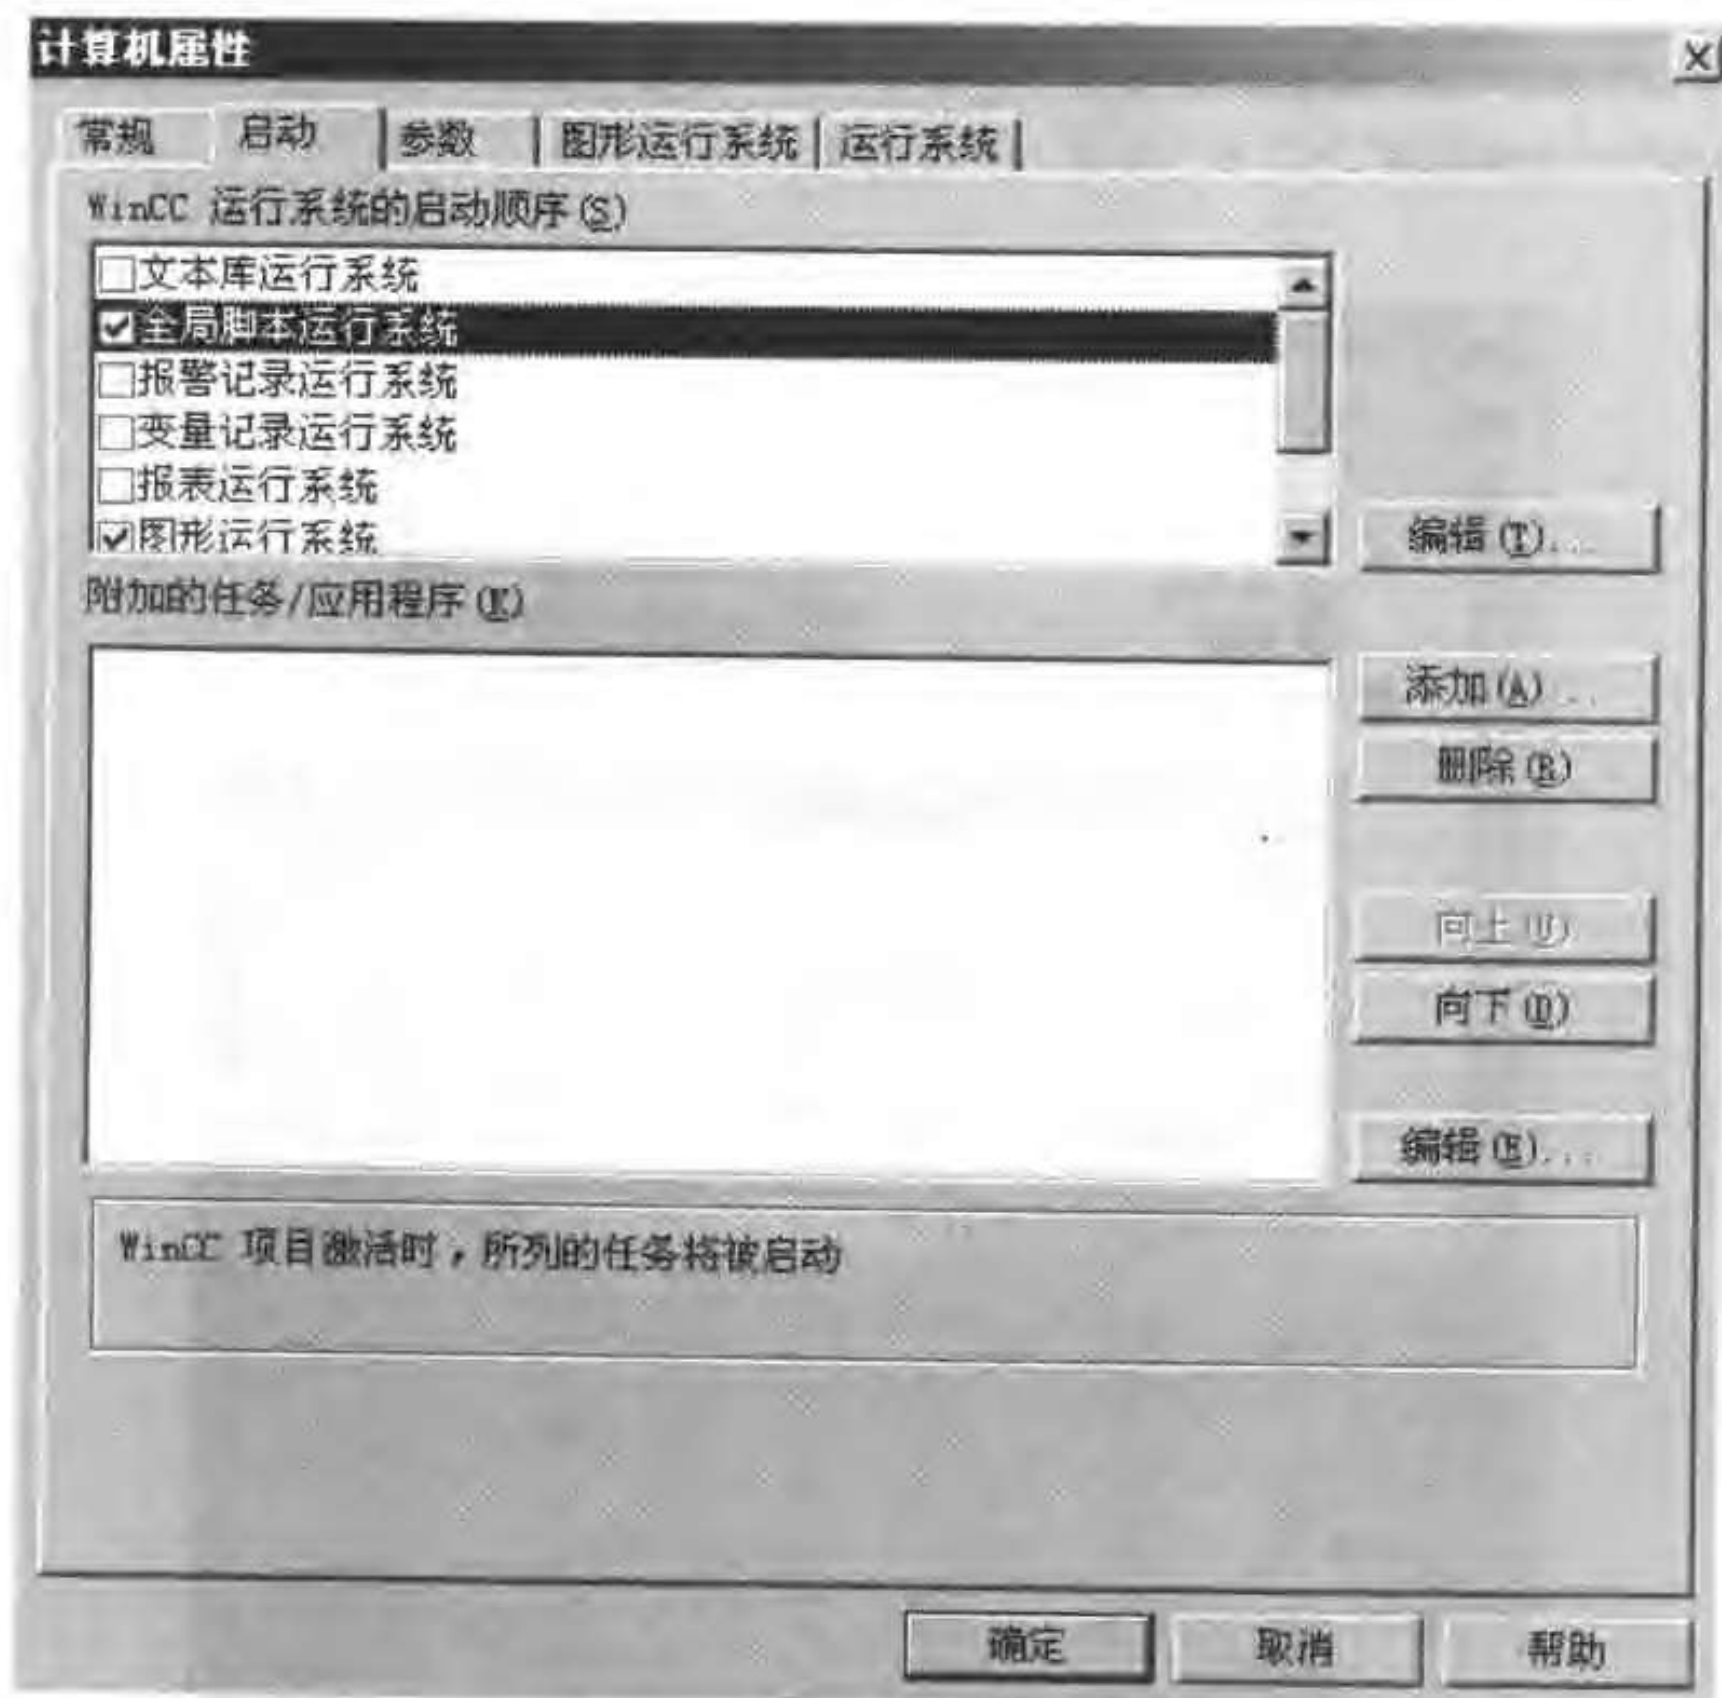 计算机属性
常规 启动 参数 图形运行系统 运行系统
WinCC 运行系统的启动顺序(S)
文本库运行系统
全局脚本运行系统
报警记录运行系统
变量记录运行系统
报表运行系统
图形运行系统
编辑(T)...
附加的任务/应用程序(K)
添加(A)...
删除(R)
向上(U)
向下(D)
编辑(E)...
WinCC 项目激活时，所列的任务将被启动
确定 取消 帮助